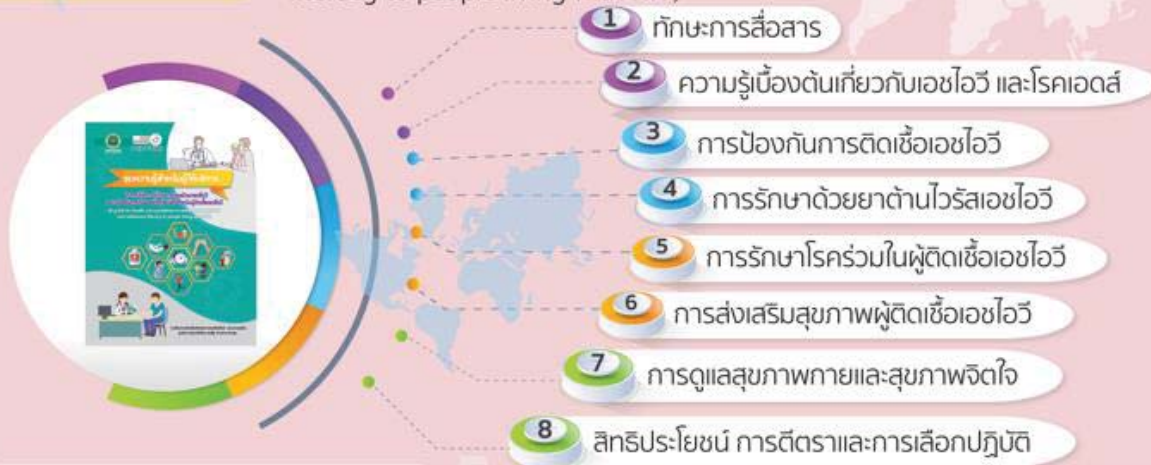 1 ทักษะการสื่อสาร
2 ความรู้เบื้องต้นเกี่ยวกับเอชไอวี และโรคเอดส์
3 การป้องกันการติดเชื้อเอชไอวี
4 การรักษาด้วยยาต้านไวรัสเอชไอวี
5 การรักษาโรคร่วมในผู้ติดเชื้อเอชไอวี
6 การส่งเสริมสุขภาพผู้ติดเชื้อเอชไอวี
7 การดูแลสุขภาพกายและสุขภาพจิตใจ
8 สิทธิประโยชน์ การตีตราและการเลือกปฏิบัติ